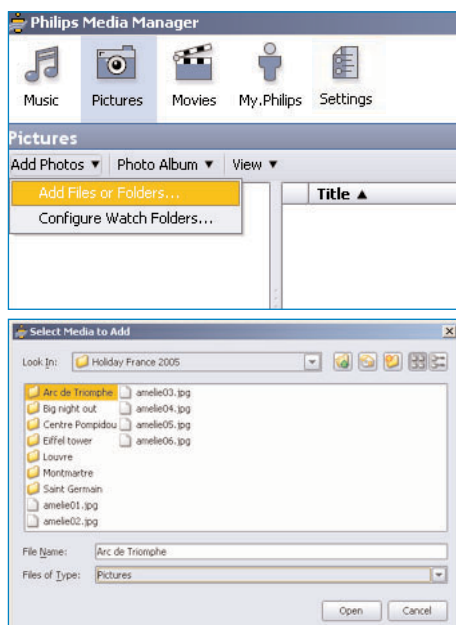 Philips Media Manager
Music Pictures Movies My.Philips Settings
Pictures
Add Photos ▼ Photo Album ▼ View ▼
Add Files or Folders...
Configure Watch Folders...
Title ▲
Select Media to Add
Look In: Holiday France 2005
Arc de Triomphe
Big night out
Centre Pompidou
Eiffel tower
Louvre
Montmartre
Saint Germain
amelie01.jpg
amelie02.jpg
amelie03.jpg
amelie04.jpg
amelie05.jpg
amelie06.jpg
File Name: Arc de Triomphe
Files of Type: Pictures
Open Cancel